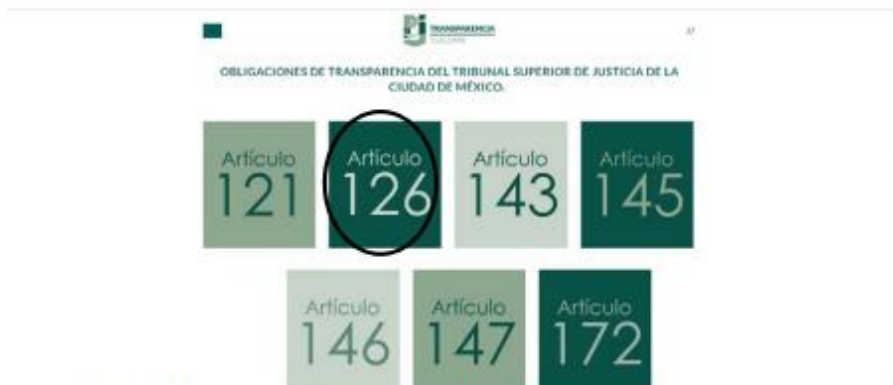 TRANSPARENCIA
OBLIGACIONES DE TRANSPARENCIA DEL TRIBUNAL SUPERIOR DE JUSTICIA DE LA
CIUDAD DE MÉXICO.
Artículo
121
Artículo
126
Artículo
143
Artículo
145
Artículo
146
Artículo
147
Artículo
172